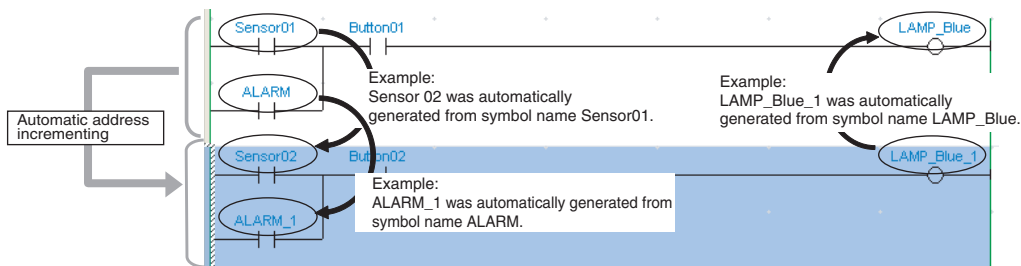 Sensor01
Button01
LAMP_Blue
Example:
Sensor 02 was automatically
generated from symbol name Sensor01.
Example:
LAMP_Blue_1 was automatically
generated from symbol name LAMP_Blue.
ALARM
Automatic address
incrementing
Sensor02
Button02
LAMP_Blue_1
Example:
ALARM_1 was automatically generated from
symbol name ALARM.
ALARM_1